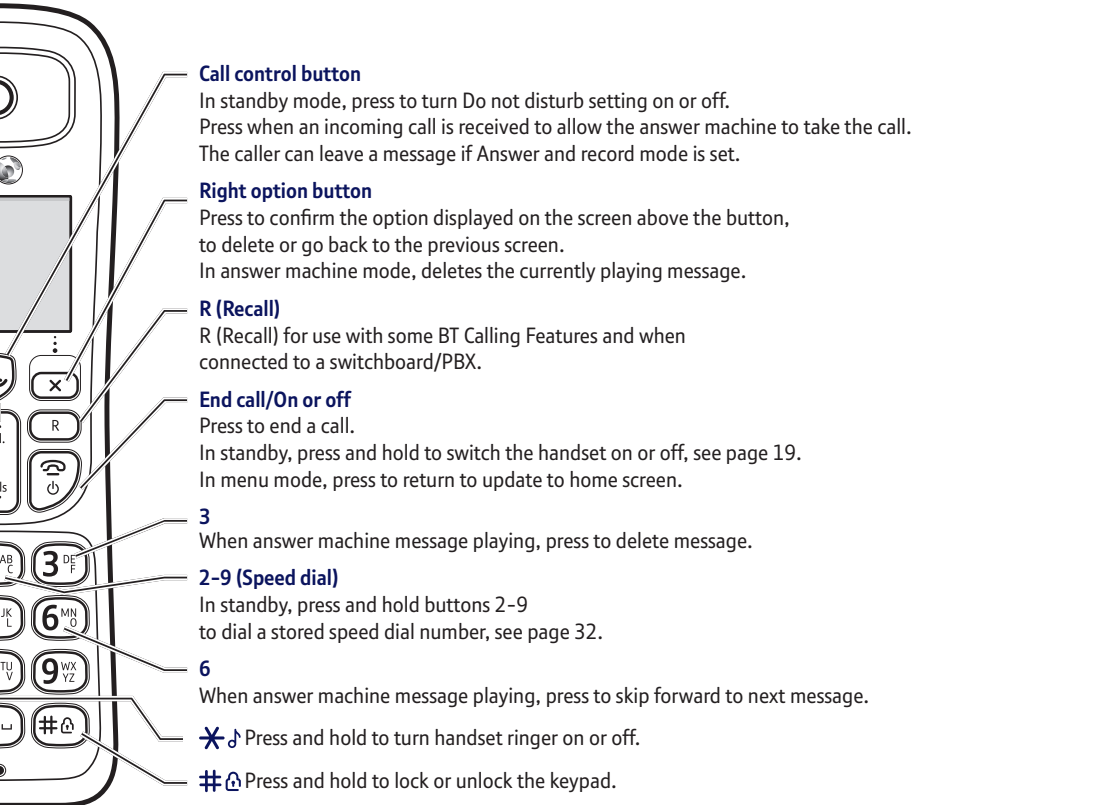 Call control button
In standby mode, press to turn Do not disturb setting on or off.
Press when an incoming call is received to allow the answer machine to take the call.
The caller can leave a message if Answer and record mode is set.
Right option button
Press to confirm the option displayed on the screen above the button,
to delete or go back to the previous screen.
In answer machine mode, deletes the currently playing message.
R (Recall)
R (Recall) for use with some BT Calling Features and when
connected to a switchboard/PBX.
R
End call/On or off
Press to end a call.
In standby, press and hold to switch the handset on or off, see page 19.
In menu mode, press to return to update to home screen.
3
When answer machine message playing, press to delete message.
3 DEF
2-9 (Speed dial)
In standby, press and hold buttons 2-9
to dial a stored speed dial number, see page 32.
6 MNO
6
When answer machine message playing, press to skip forward to next message.
9 WXYZ
Press and hold to turn handset ringer on or off.
# Press and hold to lock or unlock the keypad.
#